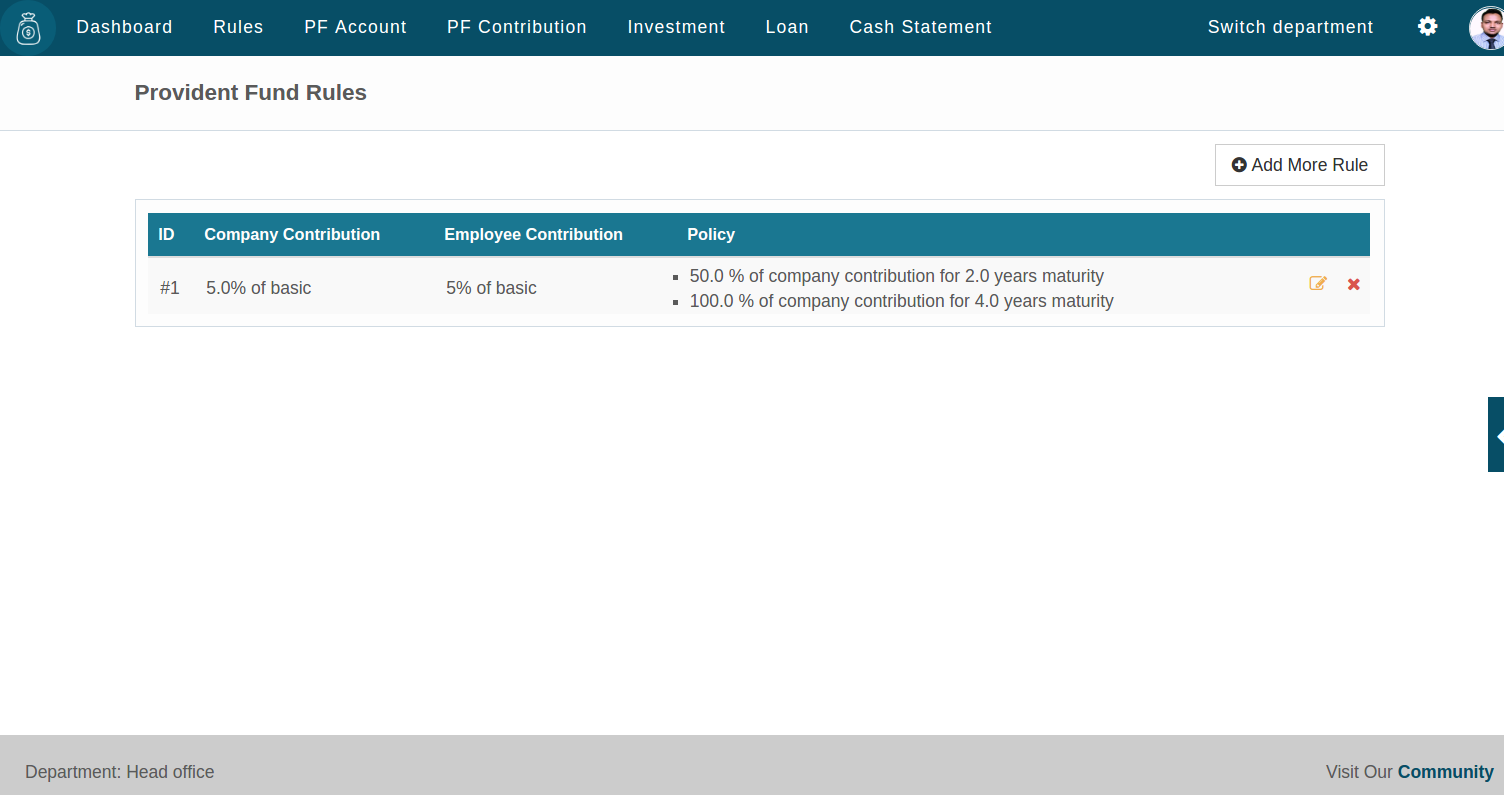 Dashboard Rules PF Account PF Contribution Investment Loan Cash Statement Switch department
Provident Fund Rules
Add More Rule
ID Company Contribution Employee Contribution Policy
#1 5.0% of basic 5% of basic
50.0 % of company contribution for 2.0 years maturity
100.0 % of company contribution for 4.0 years maturity
Department: Head office Visit Our Community